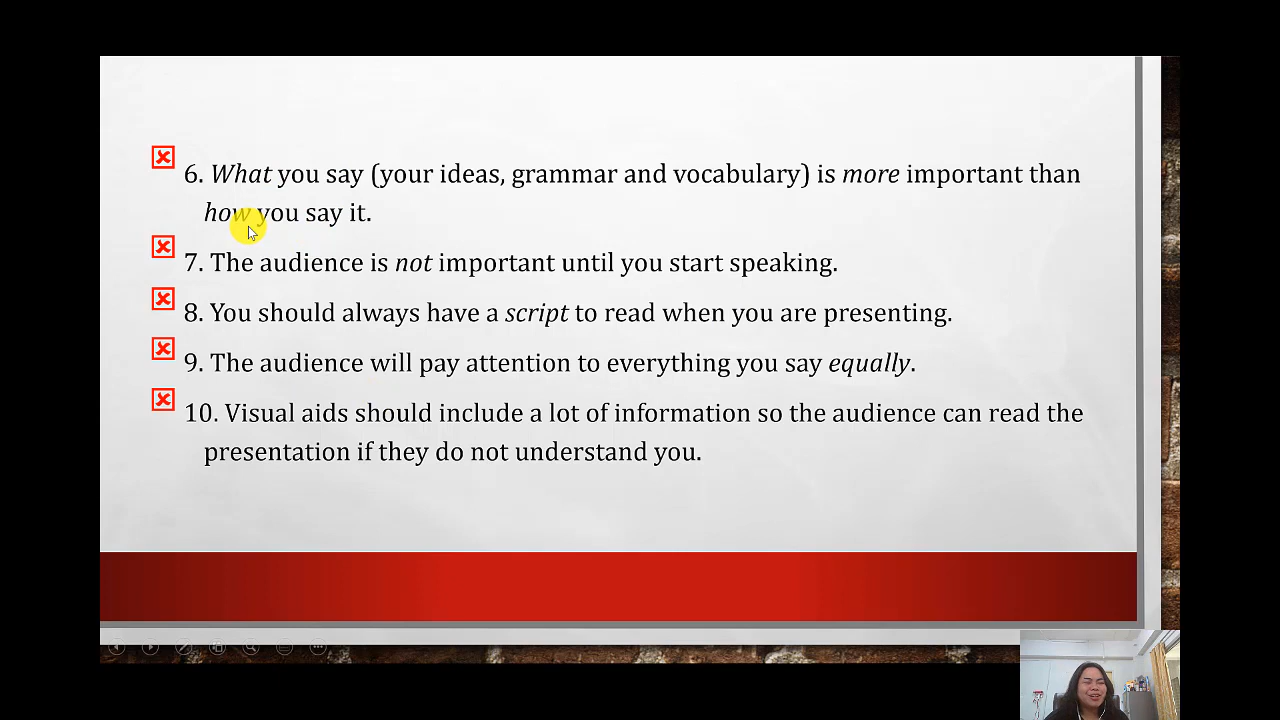 6. What you say (your ideas, grammar and vocabulary) is more important than
how you say it.
7. The audience is not important until you start speaking.
8. You should always have a script to read when you are presenting.
9. The audience will pay attention to everything you say equally.
10. Visual aids should include a lot of information so the audience can read the
presentation if they do not understand you.